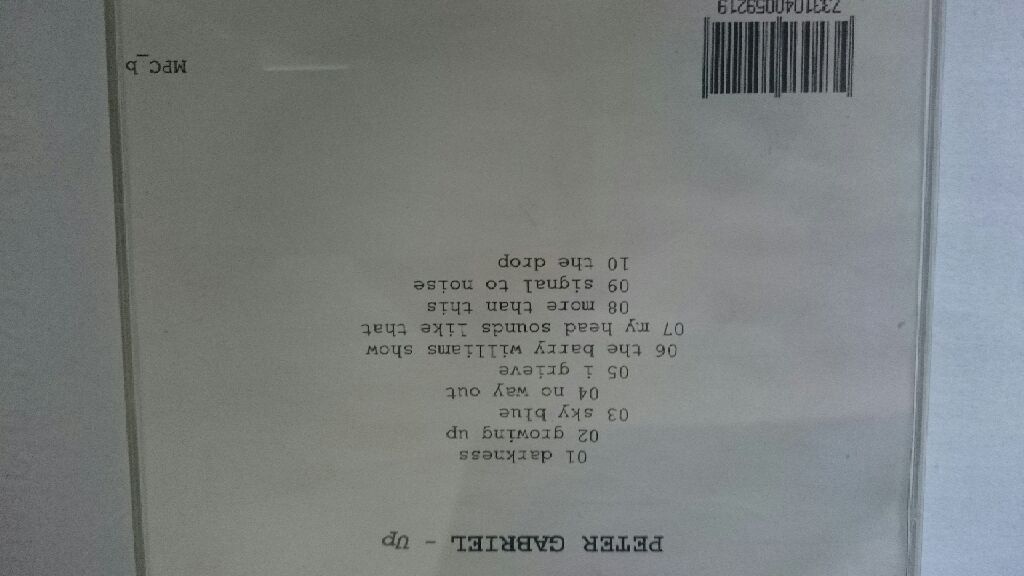 PETER GABRIEL - Up
01 darkness
02 growing up
03 sky blue
04 no way out
05 i grieve
06 the barry williams show
07 my head sounds like that
08 more than this
09 signal to noise
10 the drop
MPC_b
7331040059219